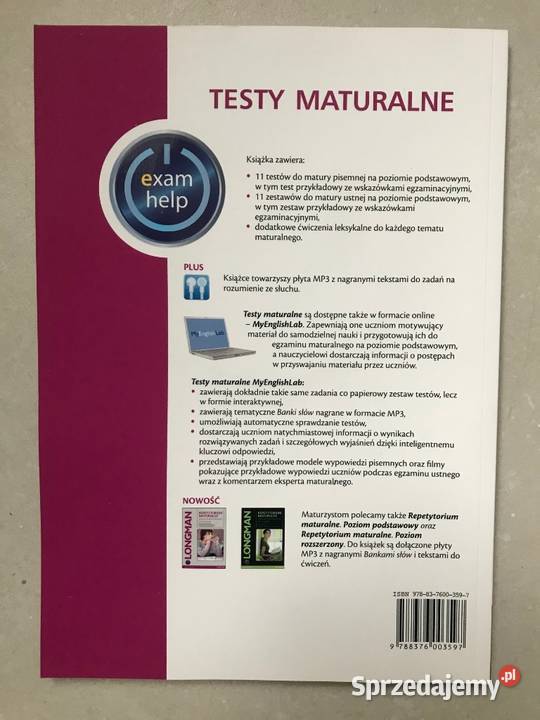 TESTY MATURALNE
exam
help
Książka zawiera:
• 11 testów do matury pisemnej na poziomie podstawowym,
w tym test przykładowy ze wskazówkami egzaminacyjnymi,
• 11 zestawów do matury ustnej na poziomie podstawowym,
w tym zestaw przykładowy ze wskazówkami
egzaminacyjnymi,
• dodatkowe ćwiczenia leksykalne do każdego tematu
maturalnego.
PLUS
Książce towarzyszy płyta MP3 z nagranymi tekstami do zadań na
rozumienie ze słuchu.
Testy maturalne są dostępne także w formacie online
– MyEnglishLab. Zapewniają one uczniom motywujący
materiał do samodzielnej nauki i przygotowują ich do
egzaminu maturalnego na poziomie podstawowym,
a nauczycielowi dostarczają informacji o postępach
w przyswajaniu materiału przez uczniów.
MyEnglishLab
Testy maturalne MyEnglishLab:
• zawierają dokładnie takie same zadania co papierowy zestaw testów, lecz
w formie interaktywnej,
• zawierają tematyczne Banki słów nagrane w formacie MP3,
• umożliwiają automatyczne sprawdzanie testów,
• dostarczają uczniom natychmiastowej informacji o wynikach
rozwiązywanych zadań i szczegółowych wyjaśnień dzięki inteligentnemu
kluczowi odpowiedzi,
• przedstawiają przykładowe modele wypowiedzi pisemnych oraz filmy
pokazujące przykładowe wypowiedzi uczniów podczas egzaminu ustnego
wraz z komentarzem eksperta maturalnego.
NOWOŚĆ
LONGMAN
REPETYTORIUM
MATURALNE
LONGMAN
REPETYTORIUM
MATURALNE
Maturzystom polecamy także Repetytorium
maturalne. Poziom podstawowy oraz
Repetytorium maturalne. Poziom
rozszerzony. Do książek są dołączone płyty
MP3 z nagranymi Bankami słów i tekstami do
ćwiczeń.
ISBN 978-83-7600-359-7
9 788376 003597
Sprzedajemy.pl